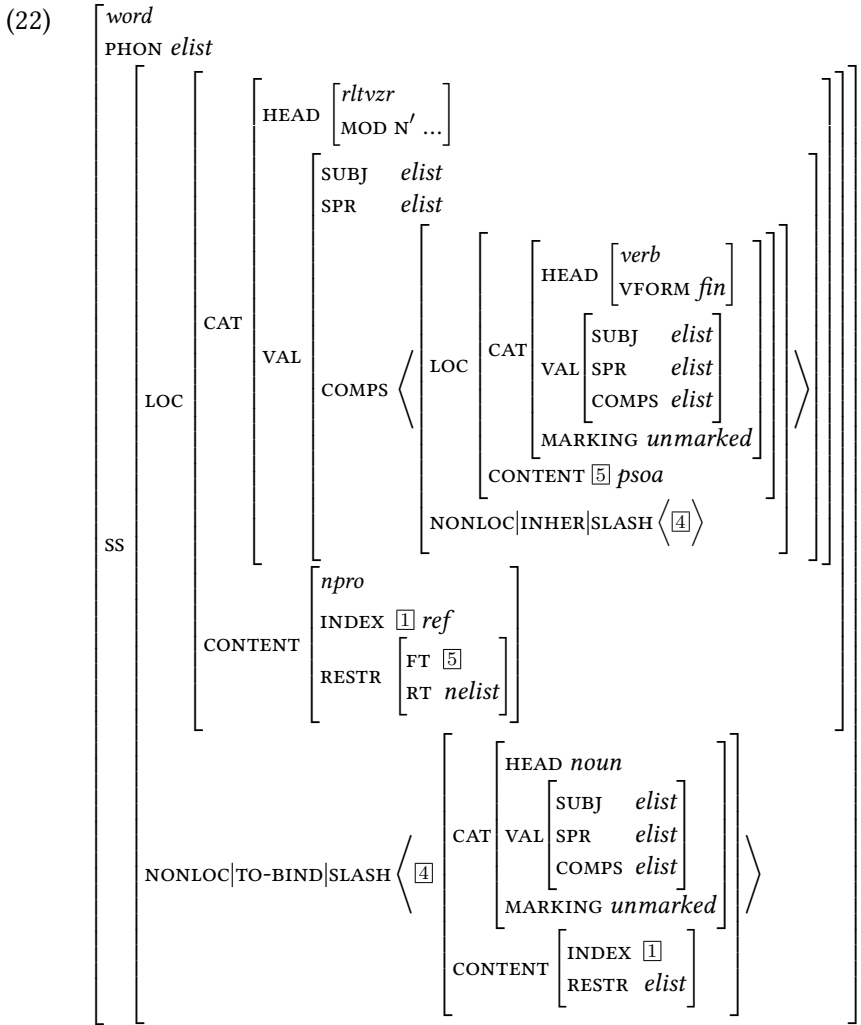 (22)
word
PHON elist
HEAD
rltvzr
MOD N′ ...
SUBJ elist
SPR elist
HEAD
verb
VFORM fin
CAT
SUBJ elist
VAL
LOC
CAT
VAL
SPR elist
COMPS
COMPS elist
LOC
MARKING unmarked
CONTENT 5 psoa
NONLOC|INHER|SLASH ⟨ 4 ⟩
SS
npro
INDEX 1 ref
CONTENT
FT 5
RESTR
RT nelist
HEAD noun
SUBJ elist
CAT VAL SPR elist
COMPS elist
NONLOC|TO-BIND|SLASH ⟨ 4 ⟩
MARKING unmarked
INDEX 1
CONTENT
RESTR elist